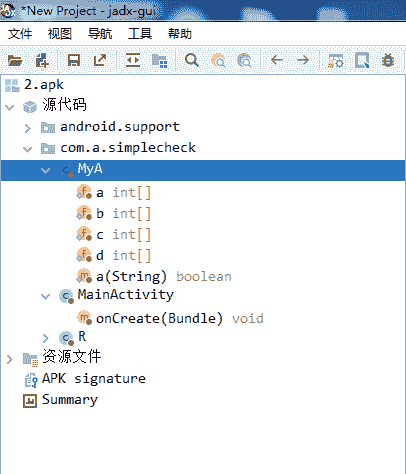 *New Project - jadx-gui
文件 视图 导航 工具 帮助
2.apk
源代码
android.support
com.a.simplecheck
MyA
a int[]
b int[]
c int[]
d int[]
a(String) boolean
MainActivity
onCreate(Bundle) void
R
资源文件
APK signature
Summary